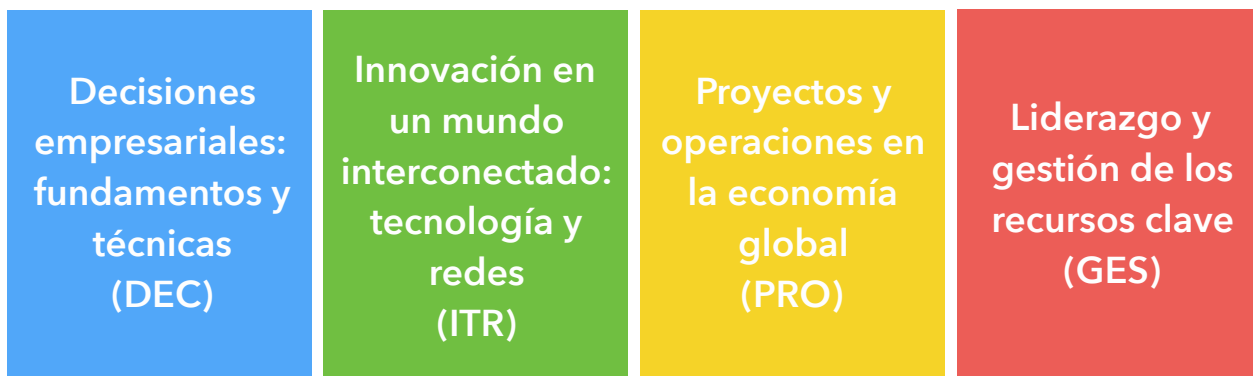 Decisiones
empresariales:
fundamentos y
técnicas
(DEC)
Innovación en
un mundo
interconectado:
tecnología y
redes
(ITR)
Proyectos y
operaciones en
la economía
global
(PRO)
Liderazgo y
gestión de los
recursos clave
(GES)